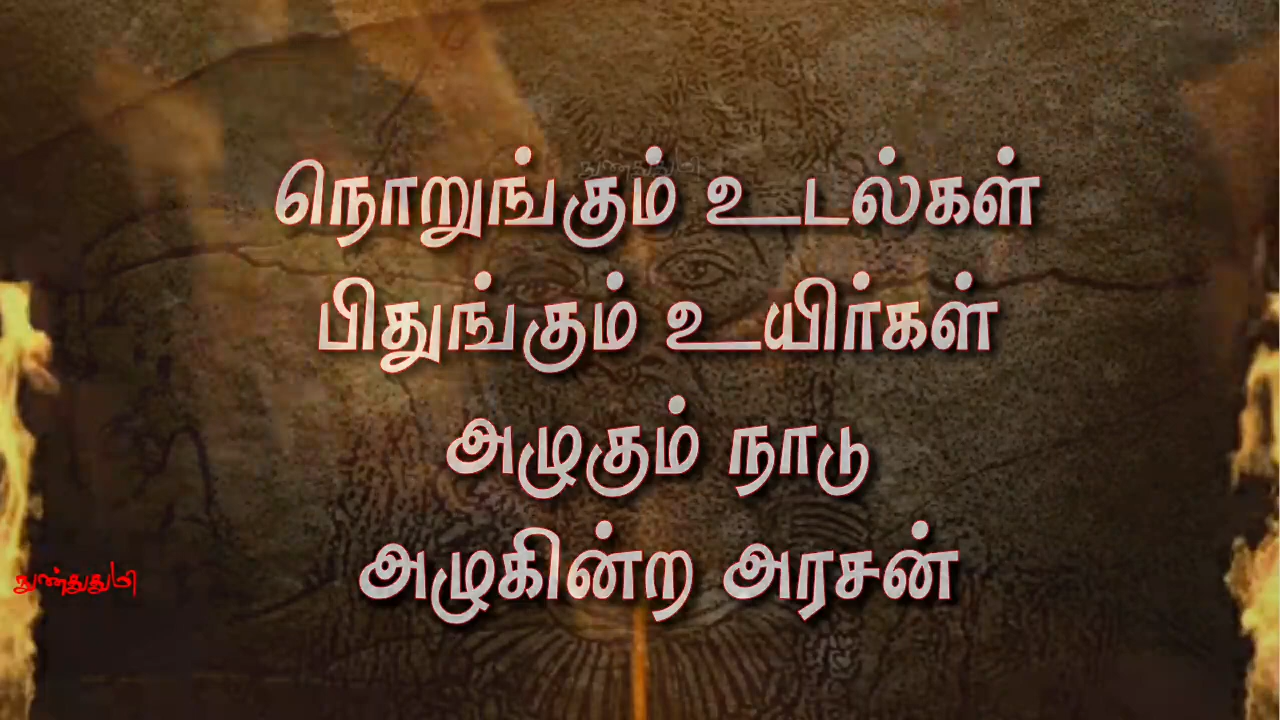 நொறுங்கும் உடல்கள்
பிதுங்கும் உயிர்கள்
அழுகும் நாடு
அழுகின்ற அரசன்
நுண்துதுமி